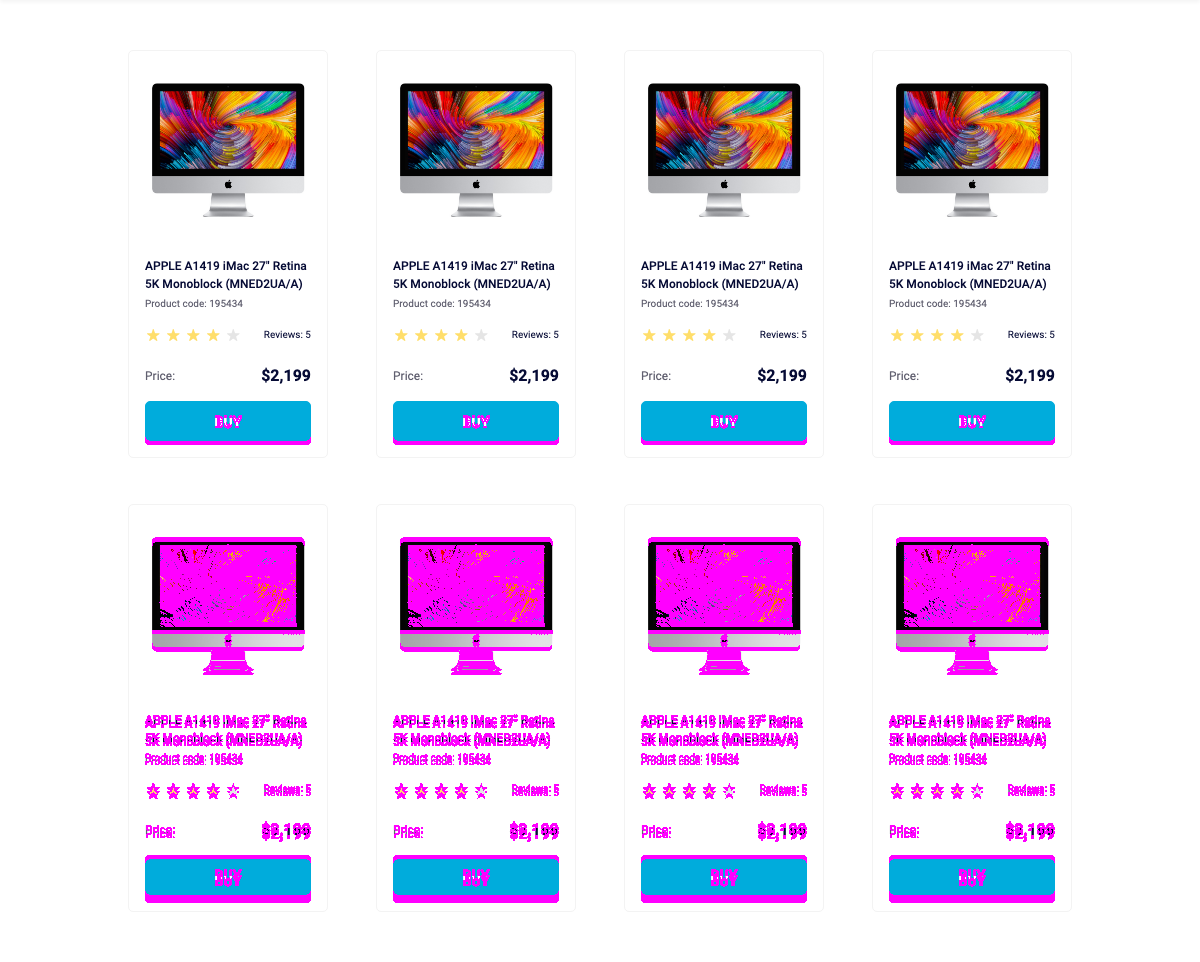 APPLE A1419 iMac 27" Retina
5K Monoblock (MNED2UA/A)
Product code: 195434
Reviews: 5
Price: $2,199
BUY
APPLE A1419 iMac 27" Retina
5K Monoblock (MNED2UA/A)
Product code: 195434
Reviews: 5
Price: $2,199
BUY
APPLE A1419 iMac 27" Retina
5K Monoblock (MNED2UA/A)
Product code: 195434
Reviews: 5
Price: $2,199
BUY
APPLE A1419 iMac 27" Retina
5K Monoblock (MNED2UA/A)
Product code: 195434
Reviews: 5
Price: $2,199
BUY
APPLE A1419 iMac 27" Retina
5K Monoblock (MNED2UA/A)
Product code: 195434
Reviews: 5
Price: $2,199
BUY
APPLE A1419 iMac 27" Retina
5K Monoblock (MNED2UA/A)
Product code: 195434
Reviews: 5
Price: $2,199
BUY
APPLE A1419 iMac 27" Retina
5K Monoblock (MNED2UA/A)
Product code: 195434
Reviews: 5
Price: $2,199
BUY
APPLE A1419 iMac 27" Retina
5K Monoblock (MNED2UA/A)
Product code: 195434
Reviews: 5
Price: $2,199
BUY